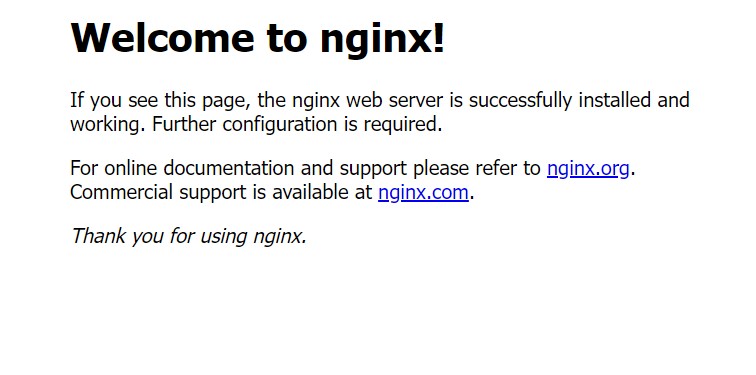 Welcome to nginx!
If you see this page, the nginx web server is successfully installed and
working. Further configuration is required.
For online documentation and support please refer to nginx.org.
Commercial support is available at nginx.com.
Thank you for using nginx.